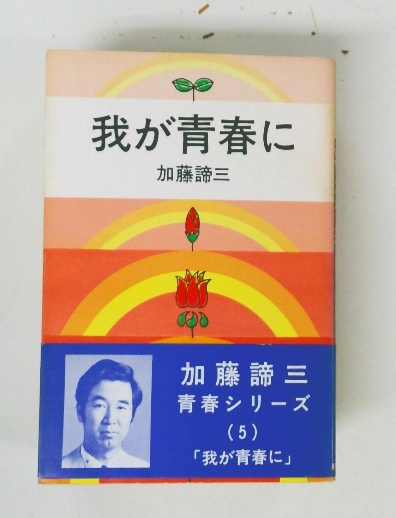 我が青春に
加藤諦三
加藤諦三
青春シリーズ
(5)
「我が青春に」